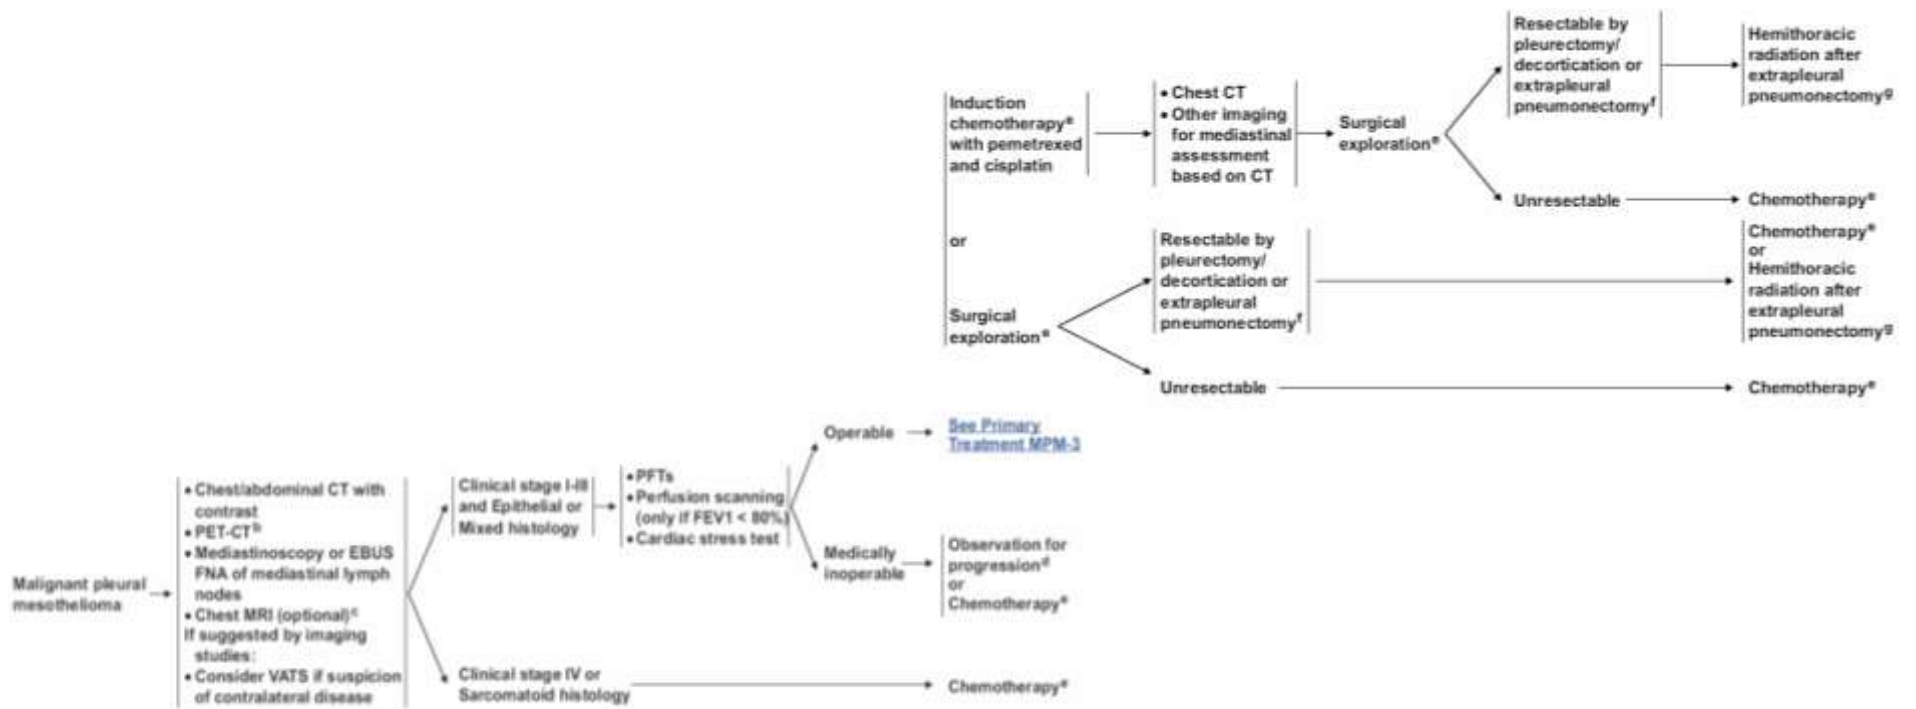 Induction
chemotherapyᵉ
with pemetrexed
and cisplatin
or
Surgical
explorationᵉ
• Chest CT
• Other imaging
for mediastinal
assessment
based on CT
Surgical
explorationᵉ
Resectable by
pleurectomy/
decortication or
extrapleural
pneumonectomyᶠ
Hemithoracic
radiation after
extrapleural
pneumonectomyᵍ
Unresectable
Chemotherapyᵉ
Resectable by
pleurectomy/
decortication or
extrapleural
pneumonectomyᶠ
Chemotherapyᵉ
or
Hemithoracic
radiation after
extrapleural
pneumonectomyᵍ
Unresectable
Chemotherapyᵉ
Malignant pleural
mesothelioma
• Chest/abdominal CT with
contrast
• PET-CTᵇ
• Mediastinoscopy or EBUS
FNA of mediastinal lymph
nodes
• Chest MRI (optional)ᶜ
If suggested by imaging
studies:
• Consider VATS if suspicion
of contralateral disease
Clinical stage I-III
and Epithelial or
Mixed histology
• PFTs
• Perfusion scanning
(only if FEV1 < 80%)
• Cardiac stress test
Operable
See Primary
Treatment MPM-3
Medically
inoperable
Observation for
progressionᵈ
or
Chemotherapyᵉ
Clinical stage IV or
Sarcomatoid histology
Chemotherapyᵉ